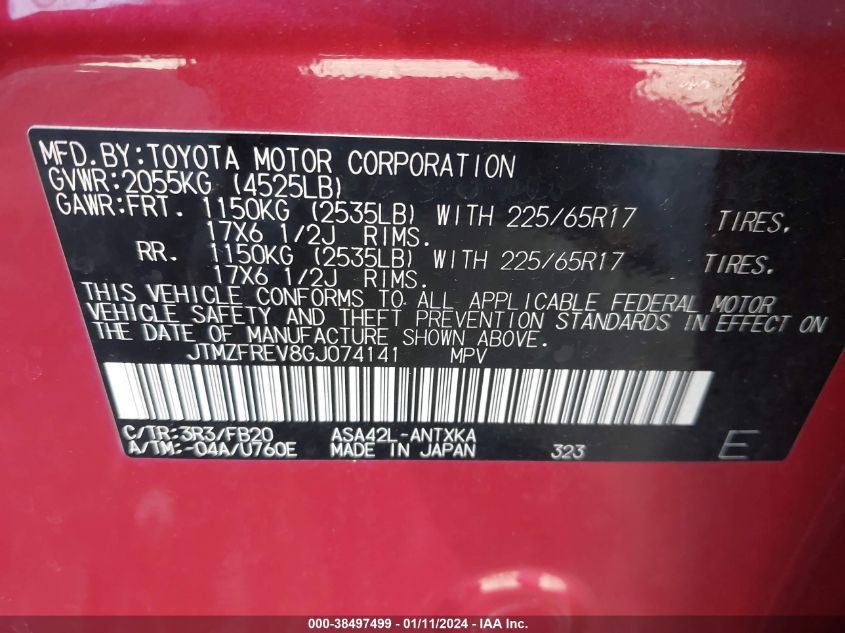 MFD.BY:TOYOTA MOTOR CORPORATION
GVWR:2055KG (4525LB)
GAWR:FRT. 1150KG (2535LB) WITH 225/65R17 TIRES.
17X6 1/2J RIMS.
RR. 1150KG (2535LB) WITH 225/65R17 TIRES.
17X6 1/2J RIMS.
THIS VEHICLE CONFORMS TO ALL APPLICABLE FEDERAL MOTOR
VEHICLE SAFETY AND THEFT PREVENTION STANDARDS IN EFFECT ON
THE DATE OF MANUFACTURE SHOWN ABOVE.
JTMZFREV8GJ074141 MPV
C/TR:3R3/FB20 ASA42L-ANTXKA
A/TM:-04A/U760E MADE IN JAPAN 323 E
000-38497499 - 01/11/2024 - IAA Inc.